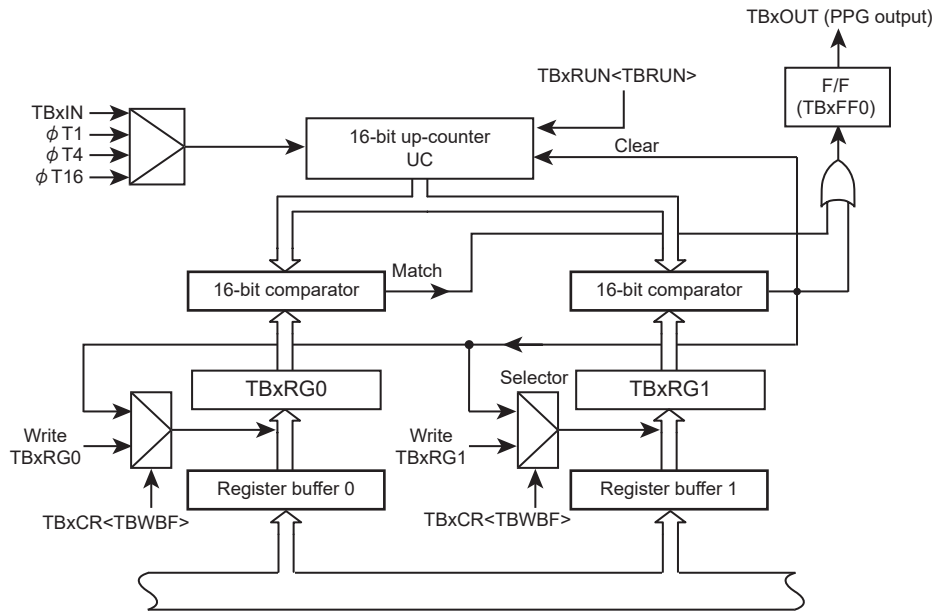 TBxOUT (PPG output)
F/F
(TBxFF0)
TBxRUN<TBRUN>
TBxIN
ϕT1
ϕT4
ϕT16
16-bit up-counter
UC
Clear
16-bit comparator
Match
16-bit comparator
TBxRG0
Selector
TBxRG1
Write
TBxRG0
Write
TBxRG1
Register buffer 0
Register buffer 1
TBxCR<TBWBF>
TBxCR<TBWBF>